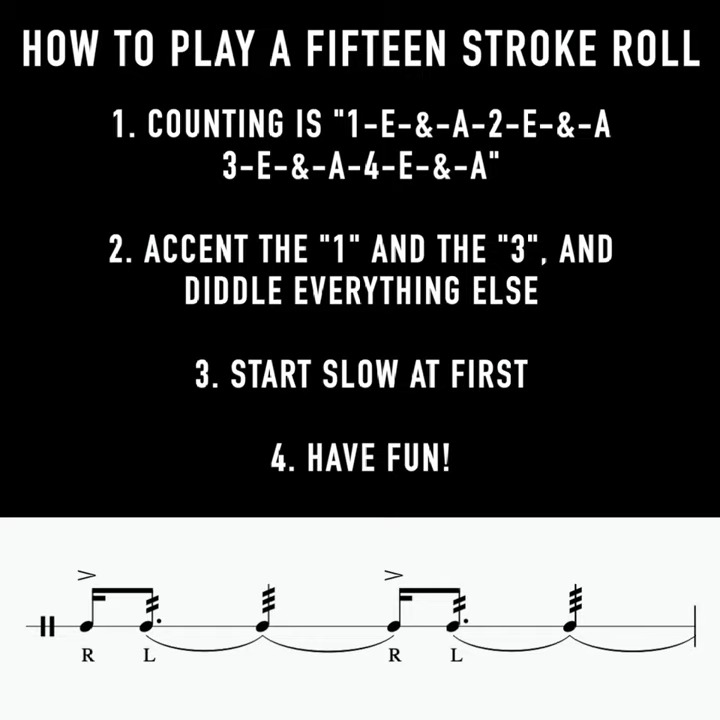 HOW TO PLAY A FIFTEEN STROKE ROLL
1. COUNTING IS "1-E-&-A-2-E-&-A
3-E-&-A-4-E-&-A"
2. ACCENT THE "1" AND THE "3", AND
DIDDLE EVERYTHING ELSE
3. START SLOW AT FIRST
4. HAVE FUN!
R L R L